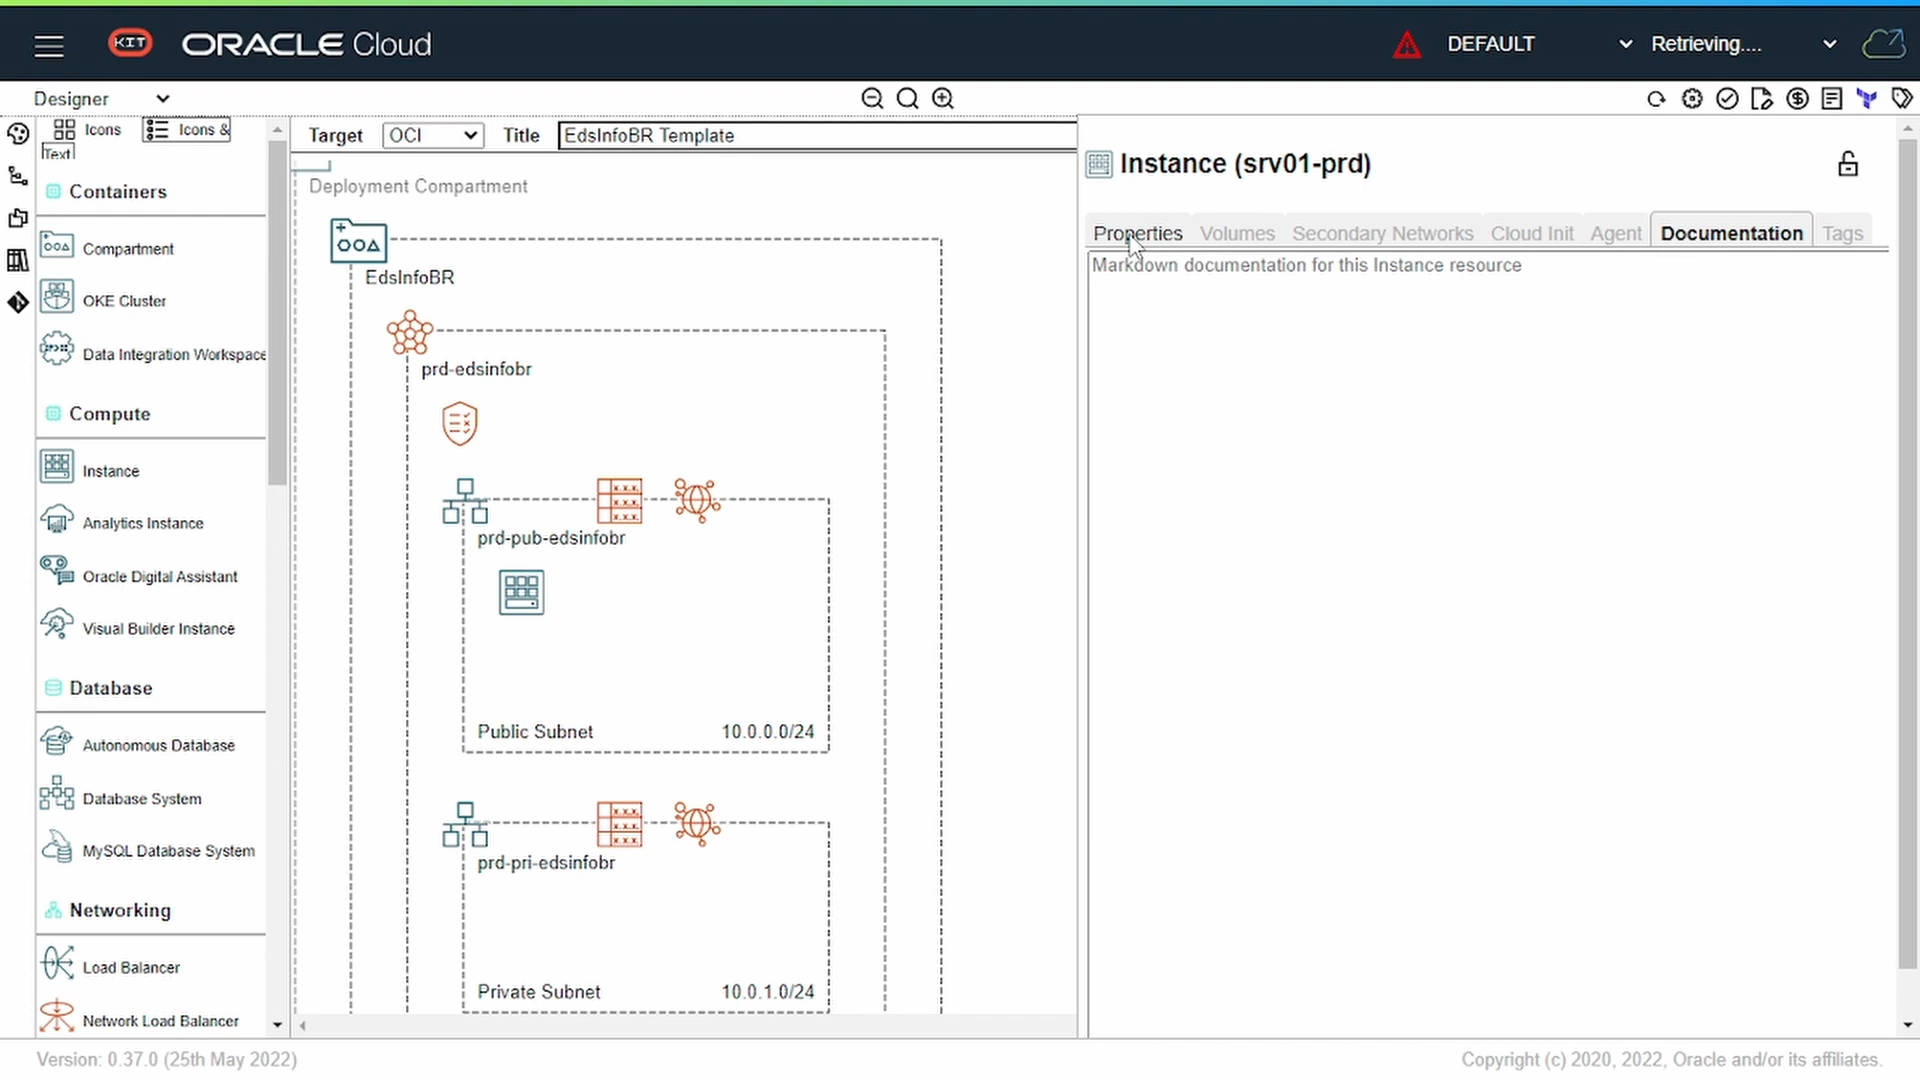 KIT
ORACLE Cloud
DEFAULT
Retrieving....
Designer
Icons
Icons &
Text
Target
OCI
Title
EdsInfoBR Template
Containers
Compartment
OKE Cluster
Data Integration Workspace
Compute
Instance
Analytics Instance
Oracle Digital Assistant
Visual Builder Instance
Database
Autonomous Database
Database System
MySQL Database System
Networking
Load Balancer
Network Load Balancer
Deployment Compartment
EdsInfoBR
prd-edsinfobr
prd-pub-edsinfobr
Public Subnet
10.0.0.0/24
prd-pri-edsinfobr
Private Subnet
10.0.1.0/24
Instance (srv01-prd)
Properties
Volumes
Secondary Networks
Cloud Init
Agent
Documentation
Tags
Markdown documentation for this Instance resource
Version: 0.37.0 (25th May 2022)
Copyright (c) 2020, 2022, Oracle and/or its affiliates.